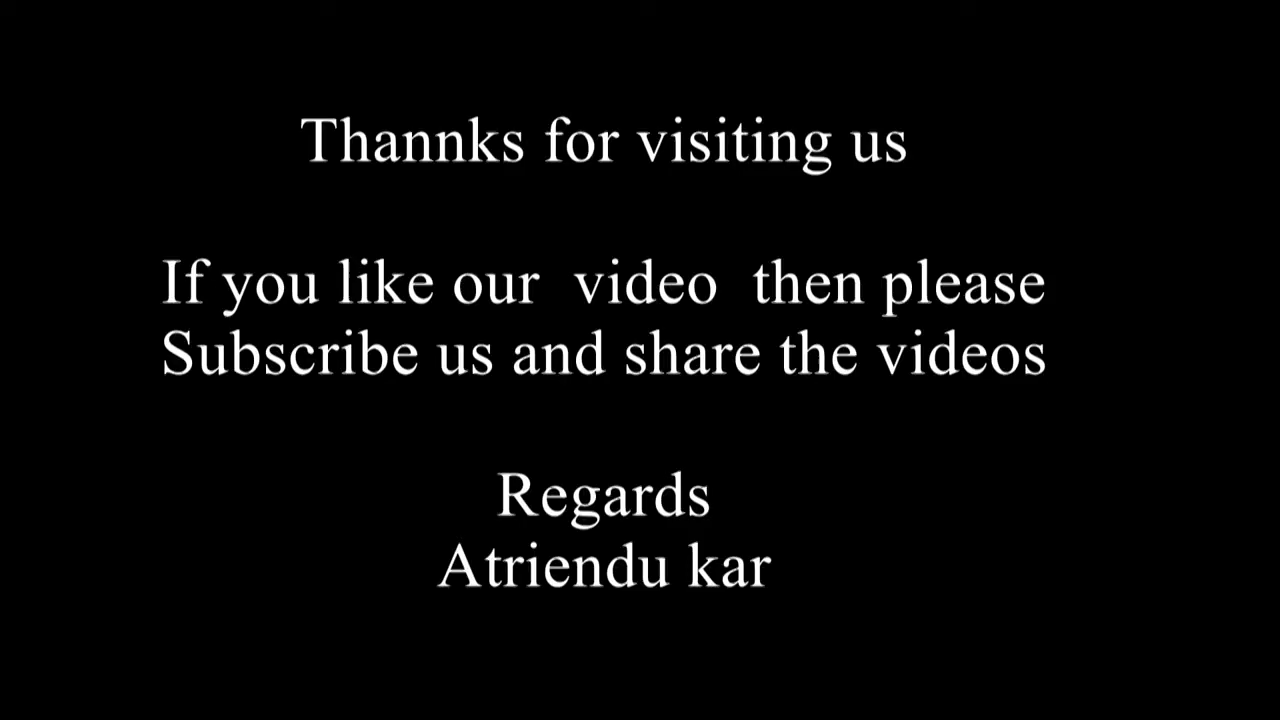 Thannks for visiting us
If you like our  video  then please
Subscribe us and share the videos
Regards
Atriendu kar